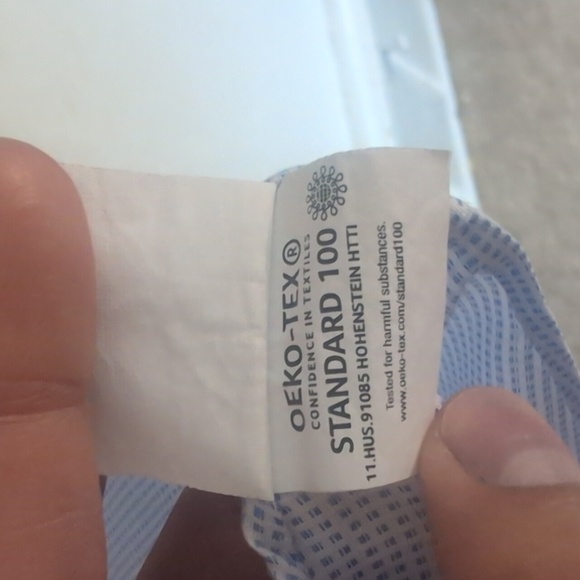 OEKO-TEX®
CONFIDENCE IN TEXTILES
STANDARD 100
11.HUS.91085 HOHENSTEIN HTTI
Tested for harmful substances.
www.oeko-tex.com/standard100